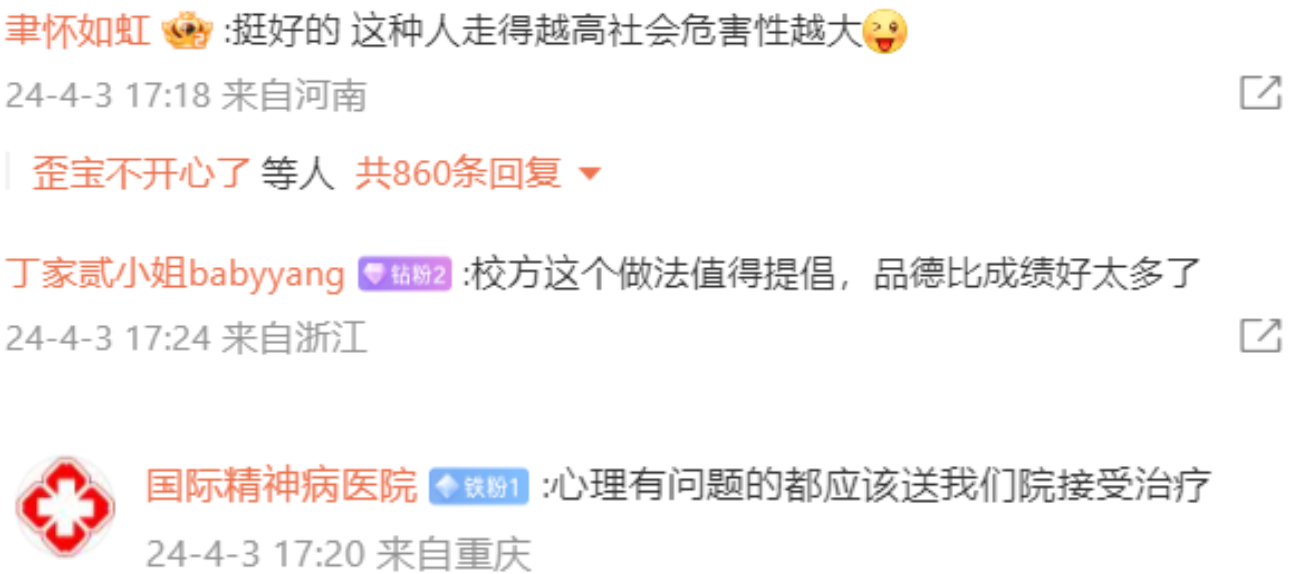 聿怀如虹 :挺好的 这种人走得越高社会危害性越大
24-4-3 17:18 来自河南
歪宝不开心了 等人 共860条回复
丁家贰小姐babyyang 钻粉2 :校方这个做法值得提倡，品德比成绩好太多了
24-4-3 17:24 来自浙江
国际精神病医院 铁粉1 :心理有问题的都应该送我们院接受治疗
24-4-3 17:20 来自重庆